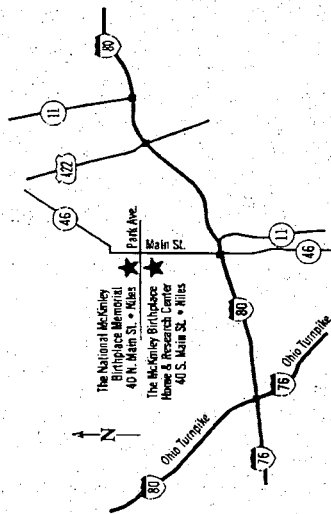 80
11
422
46
The National McKinley
Birthplace Memorial
40 N. Main St. • Niles
Park Ave.
Main St.
The McKinley Birthplace
Home & Research Center
40 S. Main St. • Niles
N
11
46
80
Ohio Turnpike
80
76
76
Ohio Turnpike